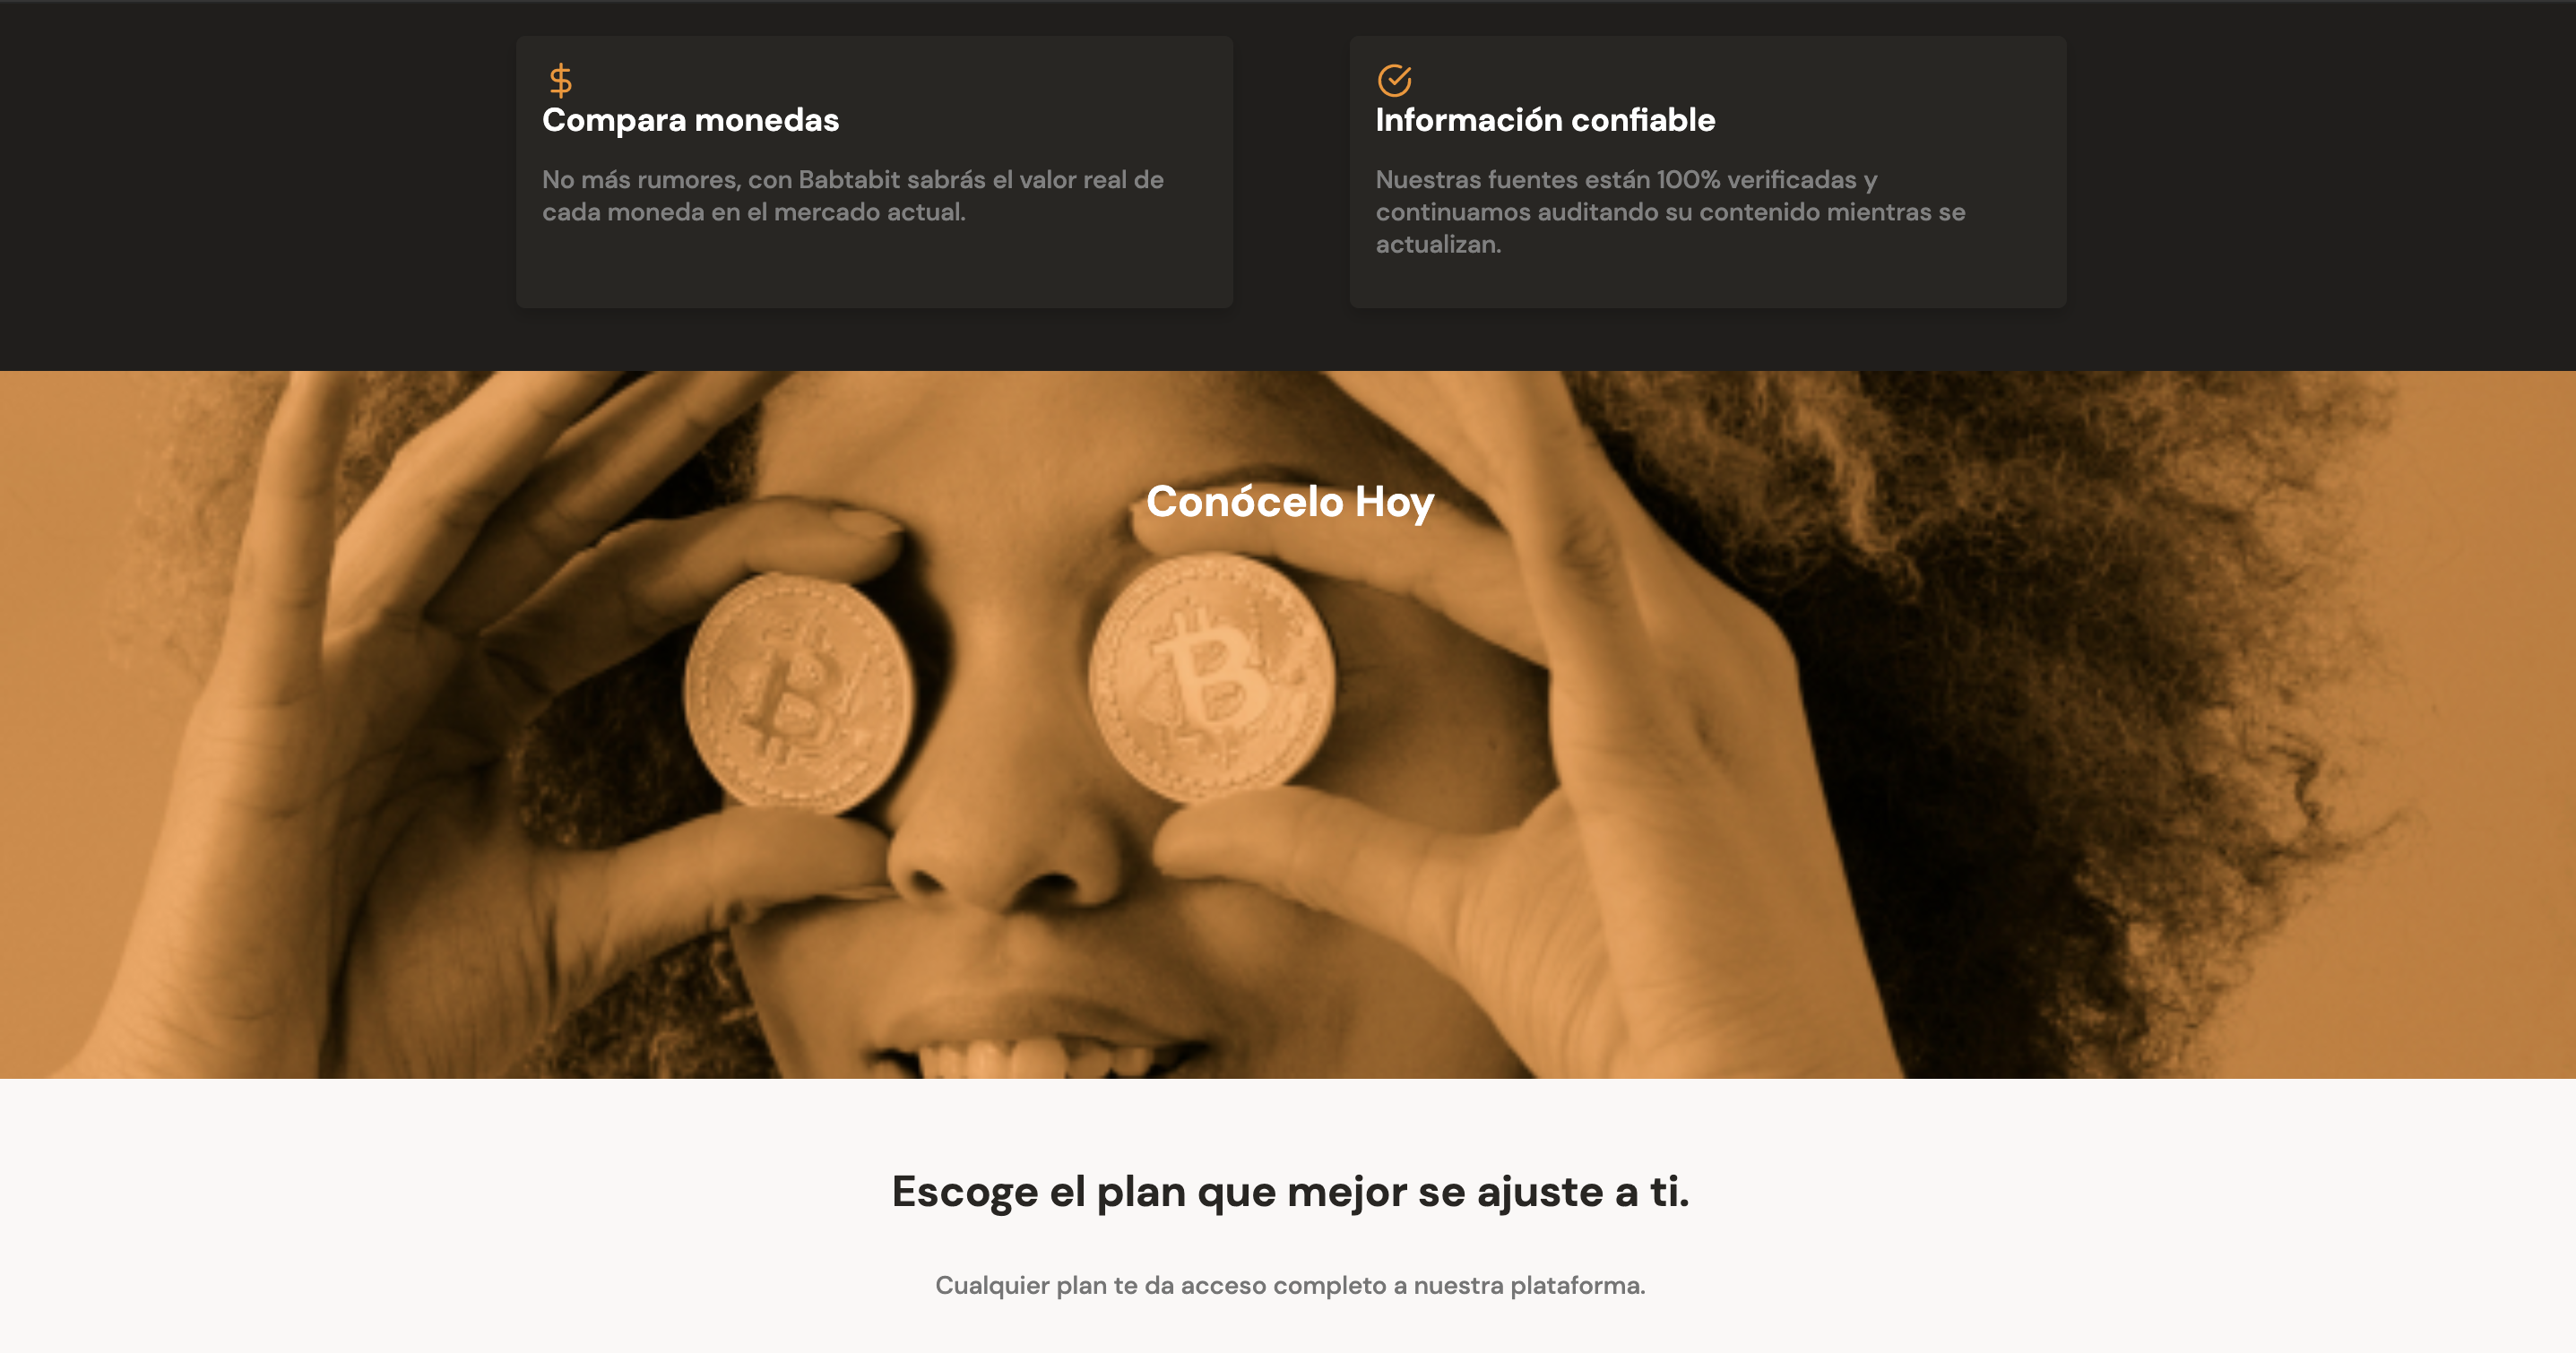 Compara monedas
No más rumores, con Babtabit sabrás el valor real de
cada moneda en el mercado actual.
Información confiable
Nuestras fuentes están 100% verificadas y
continuamos auditando su contenido mientras se
actualizan.
Conócelo Hoy
Escoge el plan que mejor se ajuste a ti.
Cualquier plan te da acceso completo a nuestra plataforma.